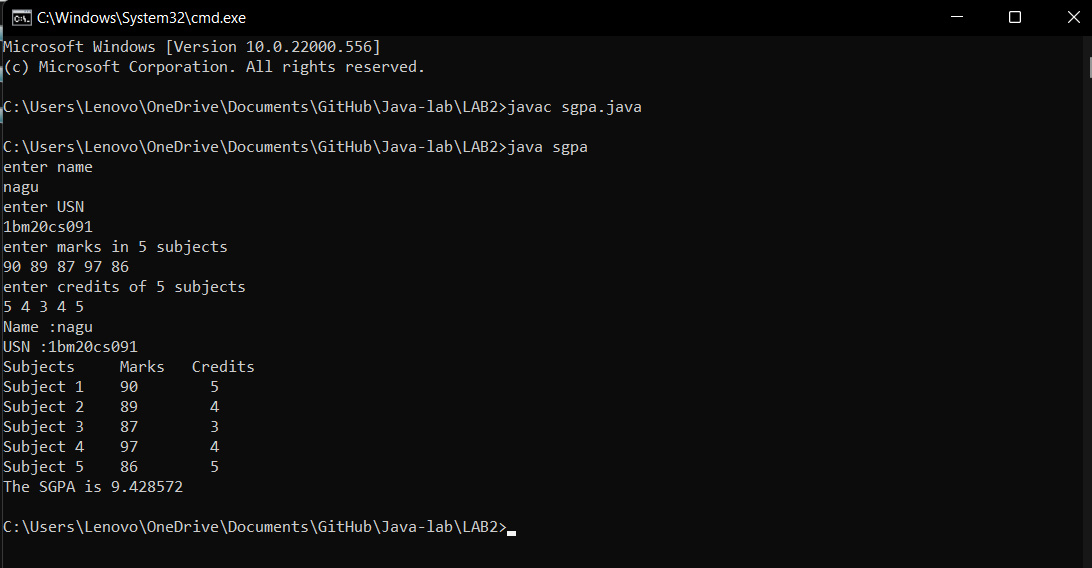 C:\Windows\System32\cmd.exe
Microsoft Windows [Version 10.0.22000.556]
(c) Microsoft Corporation. All rights reserved.
C:\Users\Lenovo\OneDrive\Documents\GitHub\Java-lab\LAB2>javac sgpa.java
C:\Users\Lenovo\OneDrive\Documents\GitHub\Java-lab\LAB2>java sgpa
enter name
nagu
enter USN
1bm20cs091
enter marks in 5 subjects
90 89 87 97 86
enter credits of 5 subjects
5 4 3 4 5
Name :nagu
USN :1bm20cs091
Subjects     Marks   Credits
Subject 1    90        5
Subject 2    89        4
Subject 3    87        3
Subject 4    97        4
Subject 5    86        5
The SGPA is 9.428572
C:\Users\Lenovo\OneDrive\Documents\GitHub\Java-lab\LAB2>